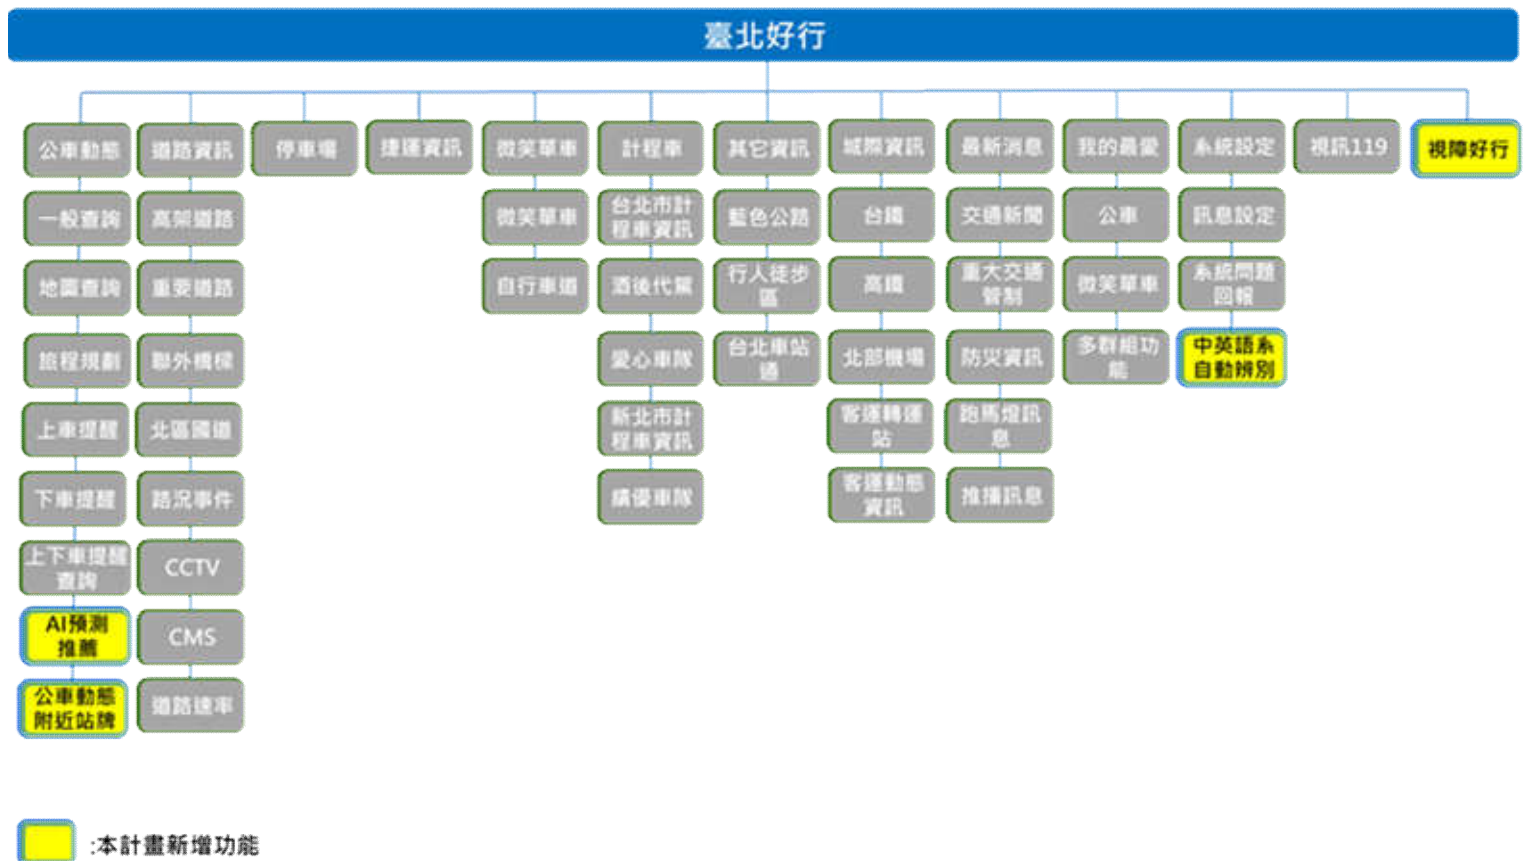 臺北好行
公車動態
道路資訊
停車場
捷運資訊
微笑單車
計程車
其它資訊
城際資訊
最新消息
我的最愛
系統設定
視訊119
視障好行
一般查詢
高架道路
微笑單車
台北市計
程車資訊
藍色公路
台鐵
交通新聞
公車
訊息設定
地圖查詢
重要道路
自行車道
酒後代駕
行人徒步
區
高鐵
重大交通
管制
微笑單車
系統問題
回報
旅程規劃
聯外橋樑
愛心車隊
台北車站
通
北部機場
防災資訊
多群組功
能
中英語系
自動辨別
上車提醒
北區國道
新北市計
程車資訊
客運轉運
站
跑馬燈訊
息
下車提醒
路況事件
績優車隊
客運動態
資訊
推播訊息
上下車提醒
查詢
CCTV
AI預測
推薦
CMS
公車動態
附近站牌
道路速率
:本計畫新增功能